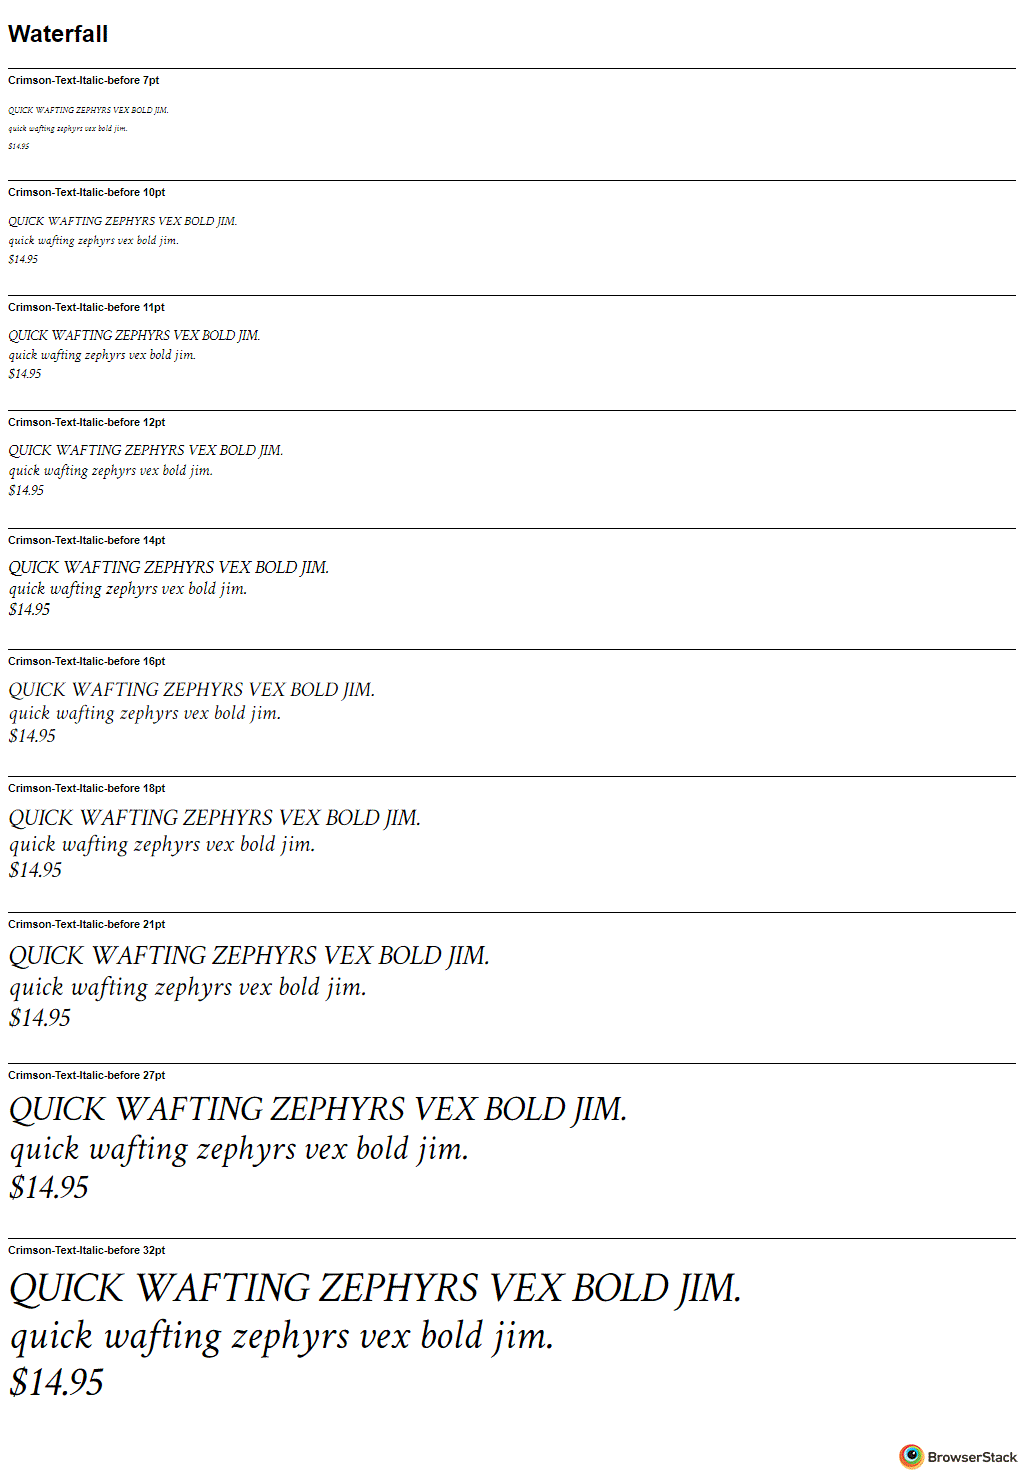 Waterfall
Crimson-Text-Italic-before 7pt
QUICK WAFTING ZEPHYRS VEX BOLD JIM.
quick wafting zephyrs vex bold jim.
$14.95
Crimson-Text-Italic-before 10pt
QUICK WAFTING ZEPHYRS VEX BOLD JIM.
quick wafting zephyrs vex bold jim.
$14.95
Crimson-Text-Italic-before 11pt
QUICK WAFTING ZEPHYRS VEX BOLD JIM.
quick wafting zephyrs vex bold jim.
$14.95
Crimson-Text-Italic-before 12pt
QUICK WAFTING ZEPHYRS VEX BOLD JIM.
quick wafting zephyrs vex bold jim.
$14.95
Crimson-Text-Italic-before 14pt
QUICK WAFTING ZEPHYRS VEX BOLD JIM.
quick wafting zephyrs vex bold jim.
$14.95
Crimson-Text-Italic-before 16pt
QUICK WAFTING ZEPHYRS VEX BOLD JIM.
quick wafting zephyrs vex bold jim.
$14.95
Crimson-Text-Italic-before 18pt
QUICK WAFTING ZEPHYRS VEX BOLD JIM.
quick wafting zephyrs vex bold jim.
$14.95
Crimson-Text-Italic-before 21pt
QUICK WAFTING ZEPHYRS VEX BOLD JIM.
quick wafting zephyrs vex bold jim.
$14.95
Crimson-Text-Italic-before 27pt
QUICK WAFTING ZEPHYRS VEX BOLD JIM.
quick wafting zephyrs vex bold jim.
$14.95
Crimson-Text-Italic-before 32pt
QUICK WAFTING ZEPHYRS VEX BOLD JIM.
quick wafting zephyrs vex bold jim.
$14.95
BrowserStack